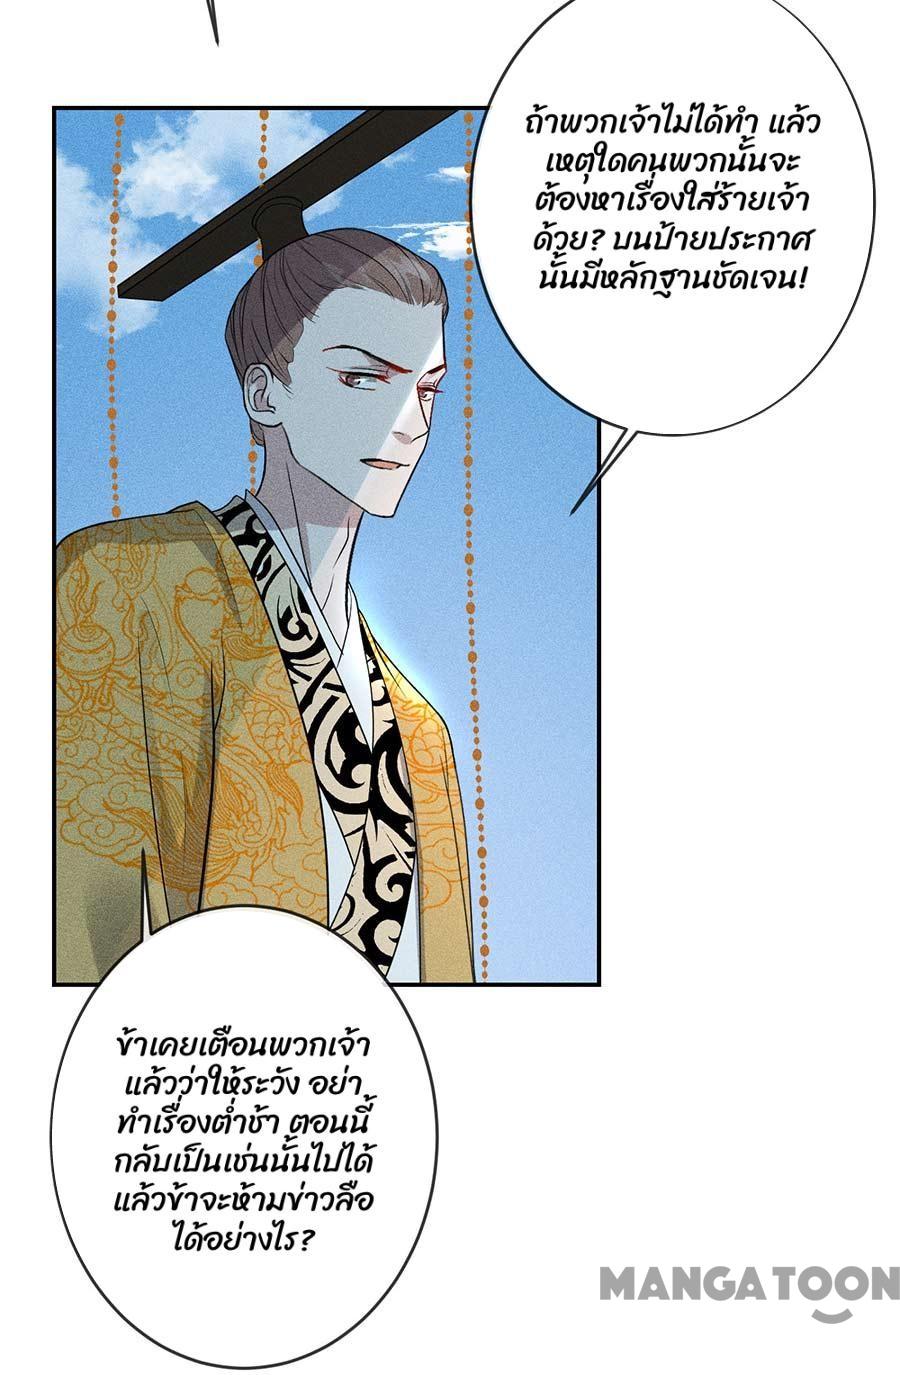 ถ้าพวกเจ้าไม่ได้ทำ แล้ว
เหตุใดคนพวกนั้นจะ
ต้องหาเรื่องใส่ร้ายเจ้า
ด้วย? บนป้ายประกาศ
นั้นมีหลักฐานชัดเจน!
ข้าเคยเตือนพวกเจ้า
แล้วว่าให้ระวัง อย่า
ทำเรื่องต่ำช้า ตอนนี้
กลับเป็นเช่นนั้นไปได้
แล้วข้าจะห้ามข่าวลือ
ได้อย่างไร?
MANGATOON